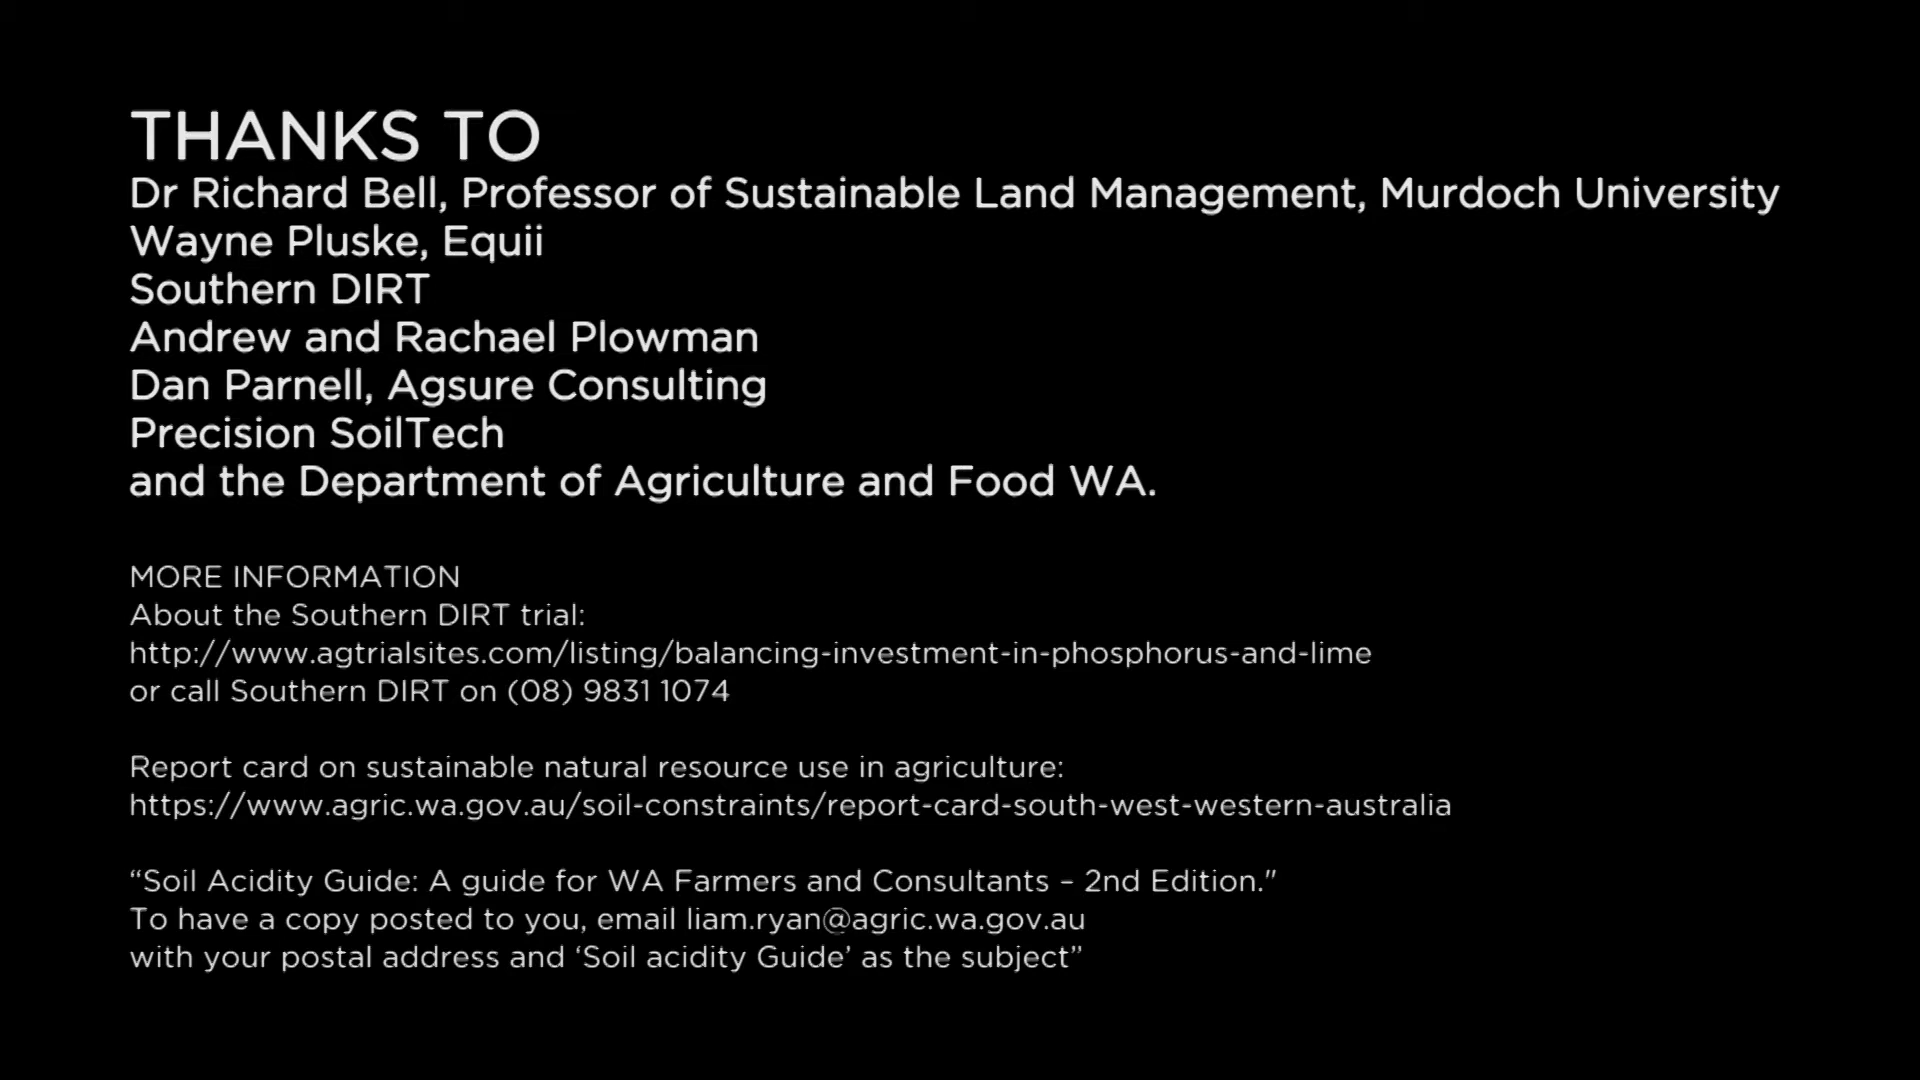 THANKS TO
Dr Richard Bell, Professor of Sustainable Land Management, Murdoch University
Wayne Pluske, Equii
Southern DIRT
Andrew and Rachael Plowman
Dan Parnell, Agsure Consulting
Precision SoilTech
and the Department of Agriculture and Food WA.
MORE INFORMATION
About the Southern DIRT trial:
http://www.agtrialsites.com/listing/balancing-investment-in-phosphorus-and-lime
or call Southern DIRT on (08) 9831 1074
Report card on sustainable natural resource use in agriculture:
https://www.agric.wa.gov.au/soil-constraints/report-card-south-west-western-australia
“Soil Acidity Guide: A guide for WA Farmers and Consultants – 2nd Edition."
To have a copy posted to you, email liam.ryan@agric.wa.gov.au
with your postal address and ‘Soil acidity Guide’ as the subject”